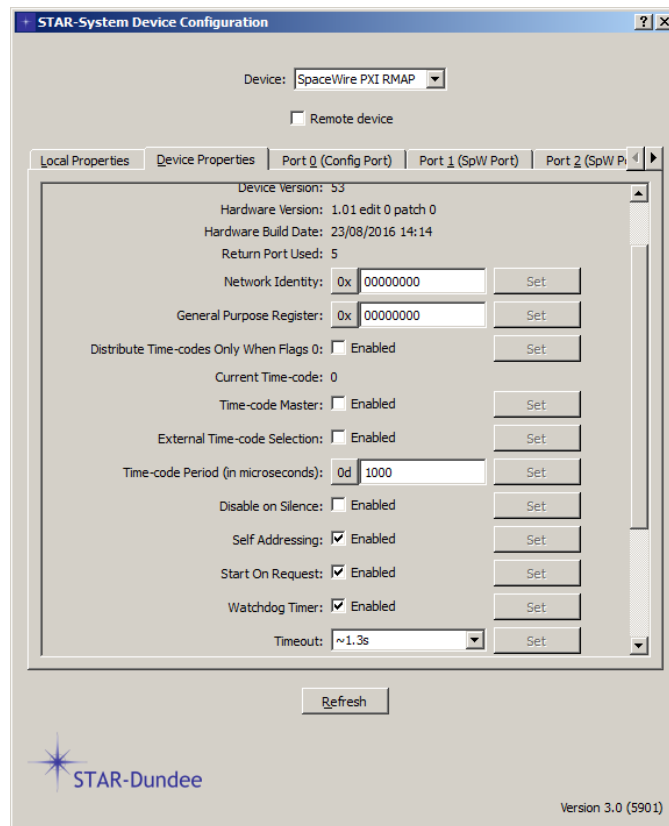 STAR-System Device Configuration
Device: SpaceWire PXI RMAP
Remote device
Local Properties Device Properties Port 0 (Config Port) Port 1 (SpW Port) Port 2 (SpW
Device Version: 53
Hardware Version: 1.01 edit 0 patch 0
Hardware Build Date: 23/08/2016 14:14
Return Port Used: 5
Network Identity: 0x 00000000 Set
General Purpose Register: 0x 00000000 Set
Distribute Time-codes Only When Flags 0: Enabled Set
Current Time-code: 0
Time-code Master: Enabled Set
External Time-code Selection: Enabled Set
Time-code Period (in microseconds): 0d 1000 Set
Disable on Silence: Enabled Set
Self Addressing: Enabled Set
Start On Request: Enabled Set
Watchdog Timer: Enabled Set
Timeout: ~1.3s Set
Refresh
STAR-Dundee
Version 3.0 (5901)